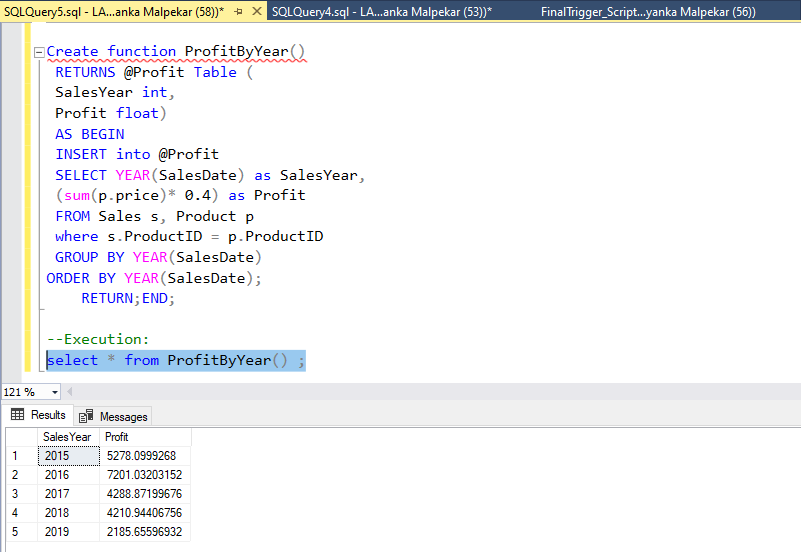 SQLQuery5.sql - LA...anka Malpekar (58))* SQLQuery4.sql - LA...anka Malpekar (53))* FinalTrigger_Script...yanka Malpekar (56))
Create function ProfitByYear()
RETURNS @Profit Table (
SalesYear int,
Profit float)
AS BEGIN
INSERT into @Profit
SELECT YEAR(SalesDate) as SalesYear,
(sum(p.price)* 0.4) as Profit
FROM Sales s, Product p
where s.ProductID = p.ProductID
GROUP BY YEAR(SalesDate)
ORDER BY YEAR(SalesDate);
RETURN;END;
--Execution:
select * from ProfitByYear() ;
121 %
Results Messages
SalesYear Profit
1 2015 5278.0999268
2 2016 7201.03203152
3 2017 4288.87199676
4 2018 4210.94406756
5 2019 2185.65596932